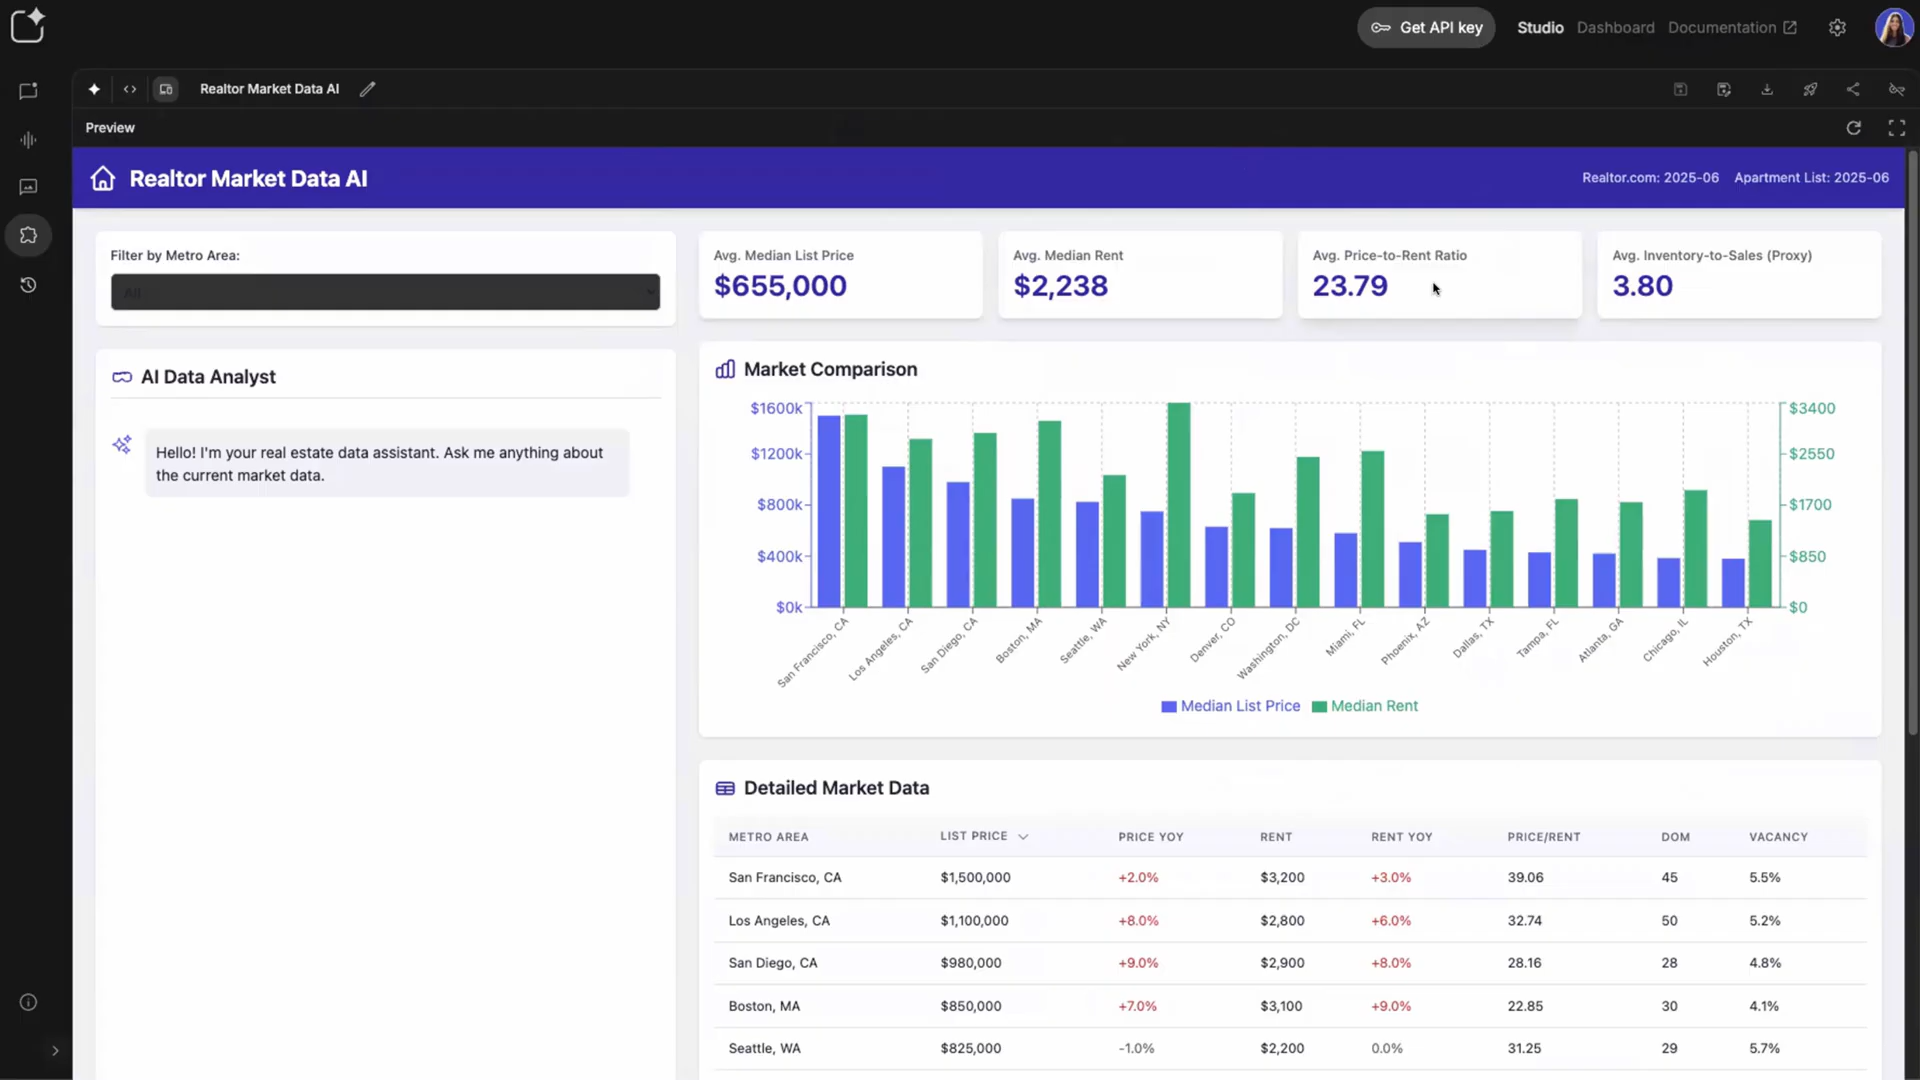 Get API key
Studio
Dashboard
Documentation
Realtor Market Data AI
Preview
Realtor Market Data AI
Realtor.com: 2025-06
Apartment List: 2025-06
Filter by Metro Area:
All
Avg. Median List Price
$655,000
Avg. Median Rent
$2,238
Avg. Price-to-Rent Ratio
23.79
Avg. Inventory-to-Sales (Proxy)
3.80
AI Data Analyst
Hello! I'm your real estate data assistant. Ask me anything about
the current market data.
Market Comparison
$1600k
$1200k
$800k
$400k
$0k
$3400
$2550
$1700
$850
$0
San Francisco, CA
Los Angeles, CA
San Diego, CA
Boston, MA
Seattle, WA
New York, NY
Denver, CO
Washington, DC
Miami, FL
Phoenix, AZ
Dallas, TX
Tampa, FL
Atlanta, GA
Chicago, IL
Houston, TX
Median List Price
Median Rent
Detailed Market Data
METRO AREA LIST PRICE PRICE YOY RENT RENT YOY PRICE/RENT DOM VACANCY
San Francisco, CA $1,500,000 +2.0% $3,200 +3.0% 39.06 45 5.5%
Los Angeles, CA $1,100,000 +8.0% $2,800 +6.0% 32.74 50 5.2%
San Diego, CA $980,000 +9.0% $2,900 +8.0% 28.16 28 4.8%
Boston, MA $850,000 +7.0% $3,100 +9.0% 22.85 30 4.1%
Seattle, WA $825,000 -1.0% $2,200 0.0% 31.25 29 5.7%